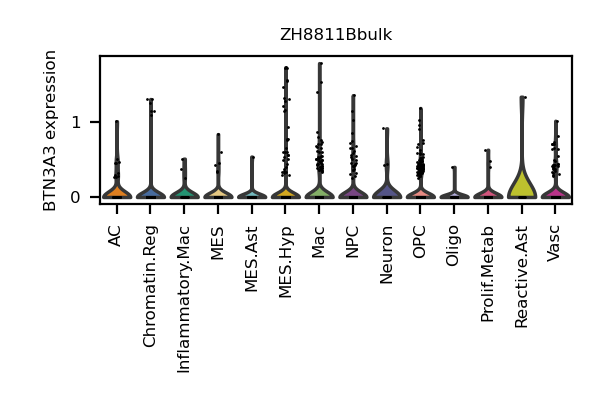 ZH8811Bbulk
BTN3A3 expression
1
0
AC
Chromatin.Reg
Inflammatory.Mac
MES
MES.Ast
MES.Hyp
Mac
NPC
Neuron
OPC
Oligo
Prolif.Metab
Reactive.Ast
Vasc